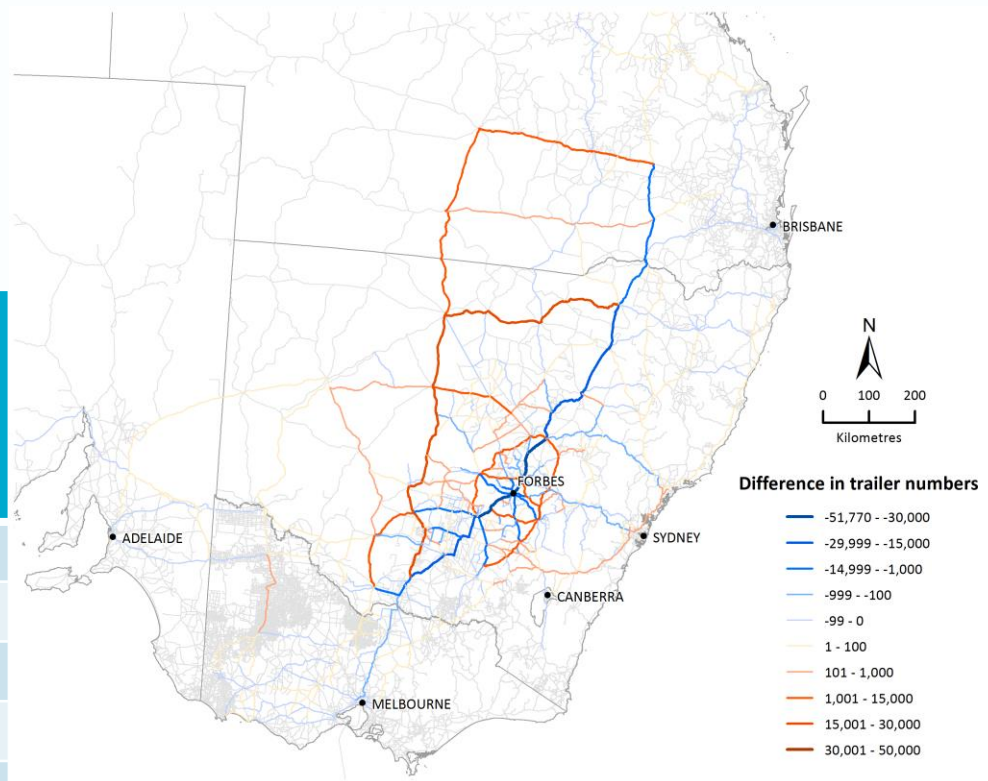 BRISBANE
N
0 100 200
Kilometres
FORBES
Difference in trailer numbers
-51,770 - -30,000
-29,999 - -15,000
-14,999 - -1,000
-999 - -100
-99 - 0
1 - 100
101 - 1,000
1,001 - 15,000
15,001 - 30,000
30,001 - 50,000
ADELAIDE
SYDNEY
CANBERRA
MELBOURNE